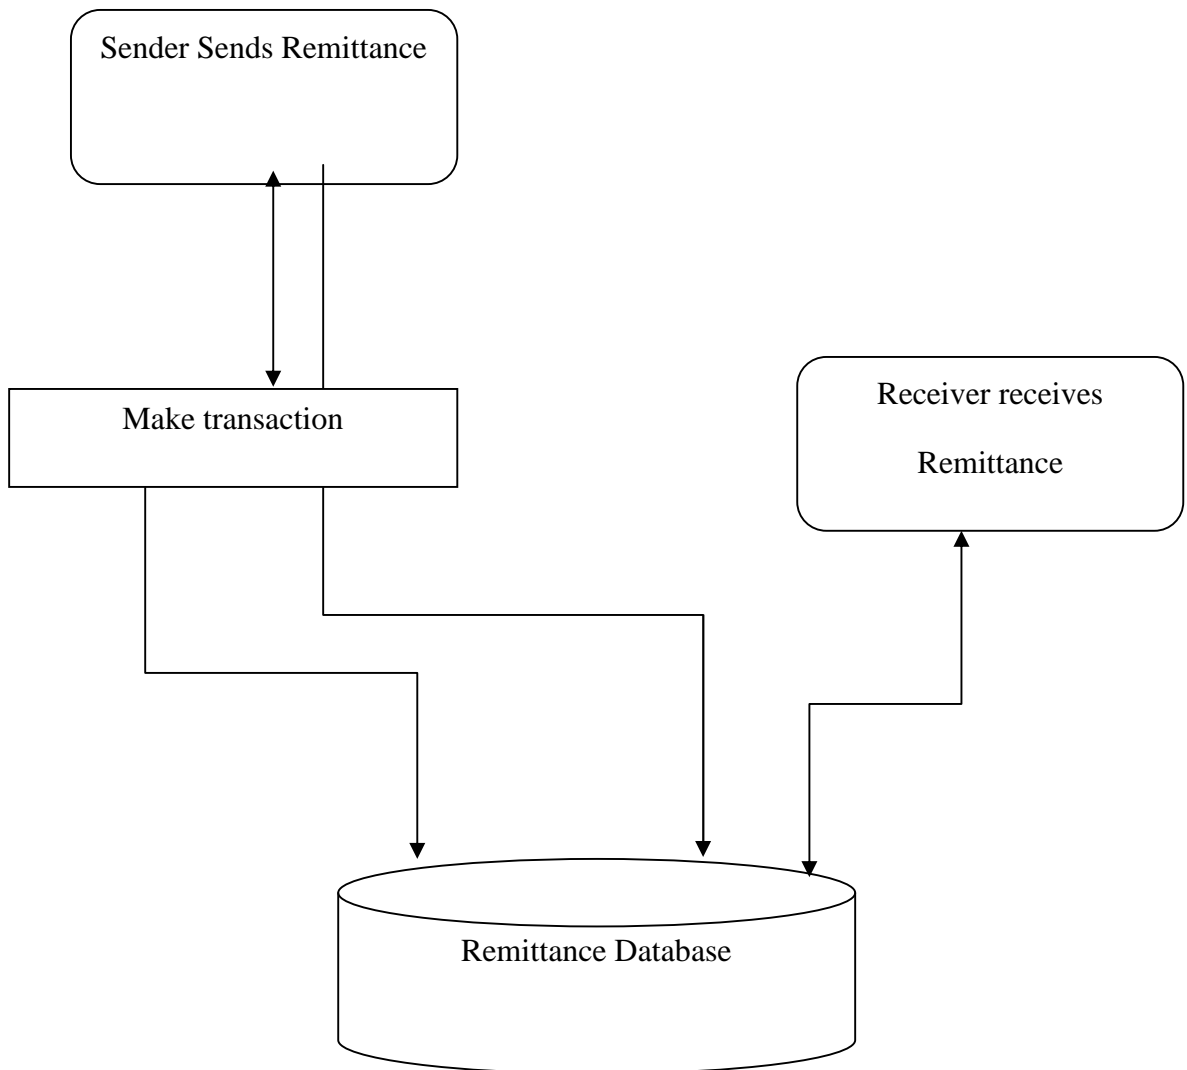 Sender Sends Remittance
Make transaction
Receiver receives
Remittance
Remittance Database